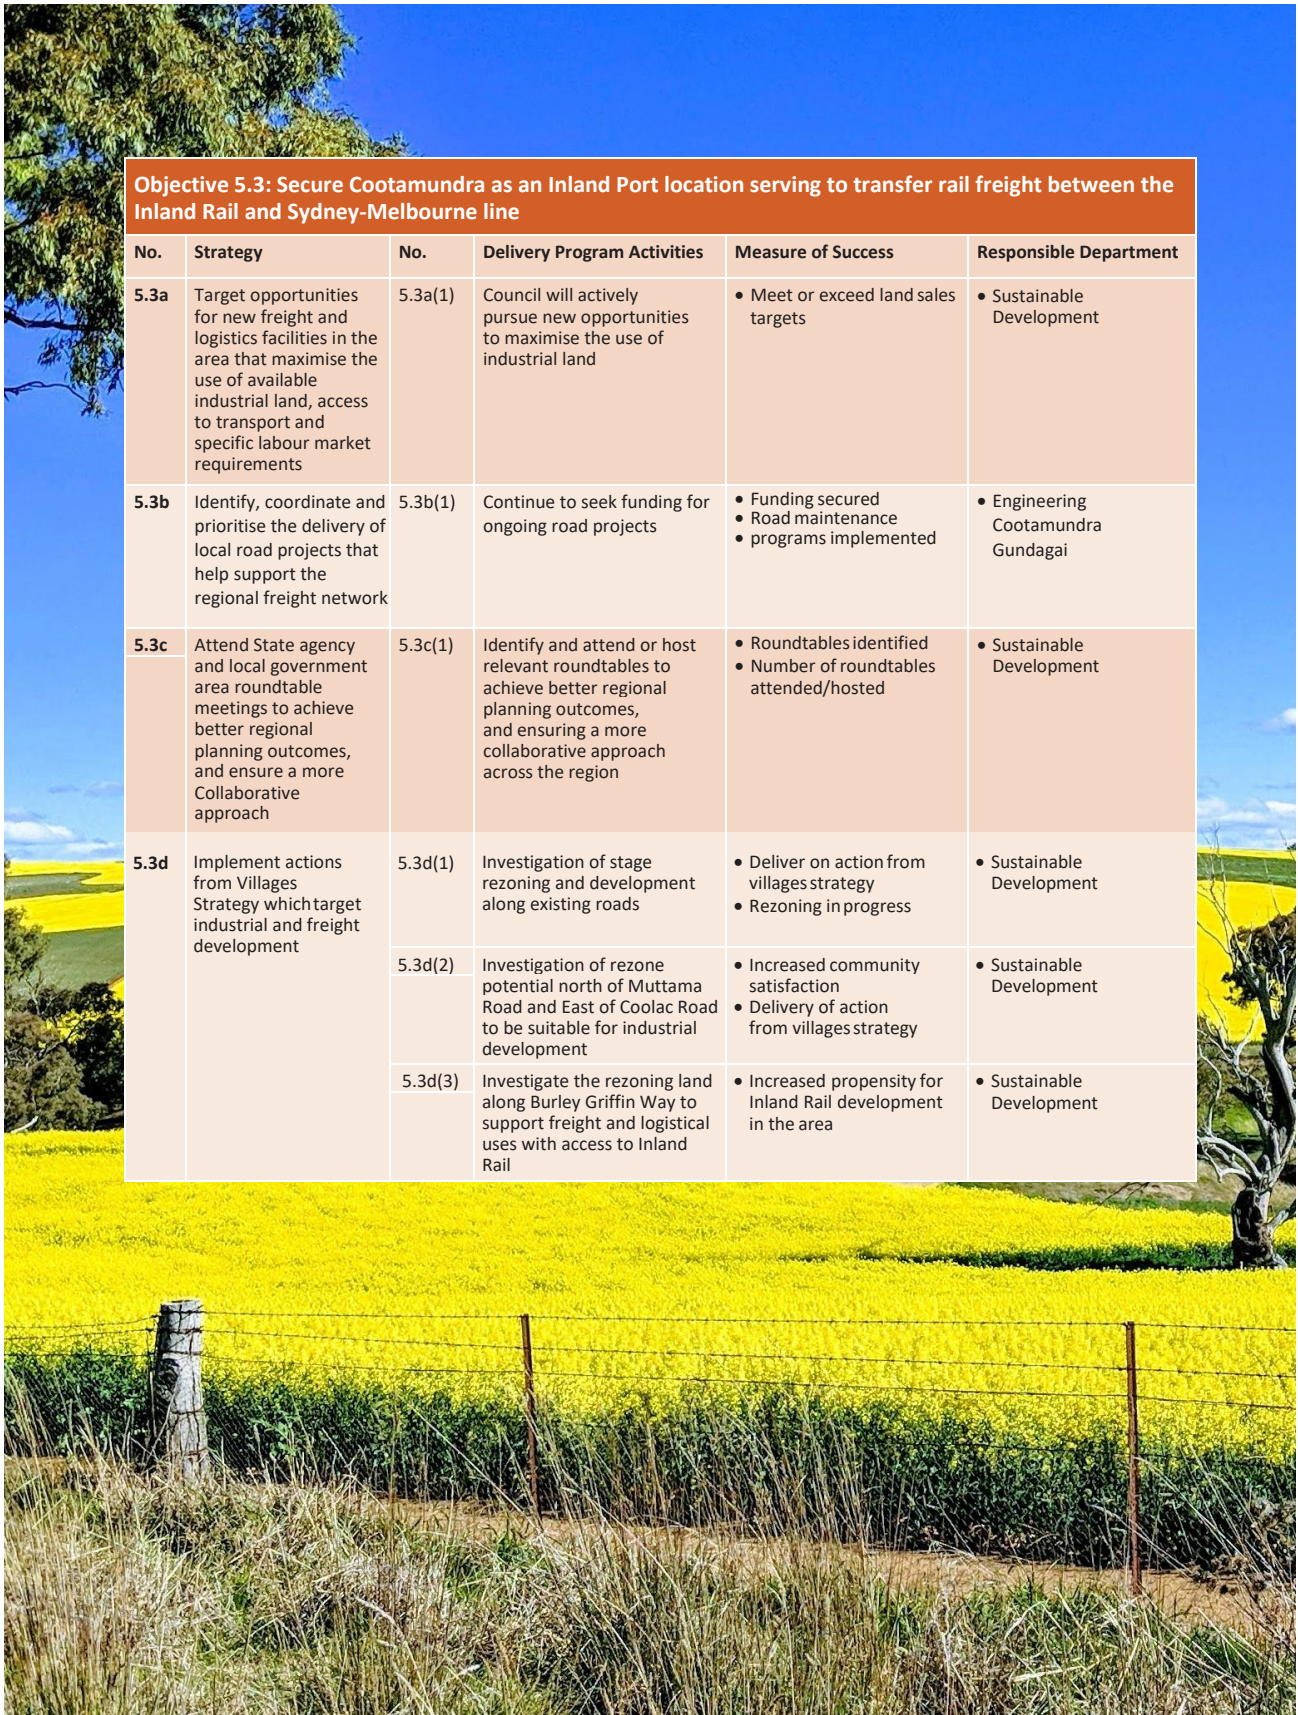 Objective 5.3: Secure Cootamundra as an Inland Port location serving to transfer rail freight between the
Inland Rail and Sydney-Melbourne line
No. Strategy No. Delivery Program Activities Measure of Success Responsible Department
5.3a
Target opportunities
for new freight and
logistics facilities in the
area that maximise the
use of available
industrial land, access
to transport and
specific labour market
requirements
5.3a(1)
Council will actively
pursue new opportunities
to maximise the use of
industrial land
• Meet or exceed land sales
targets
• Sustainable
Development
5.3b
Identify, coordinate and
prioritise the delivery of
local road projects that
help support the
regional freight network
5.3b(1)
Continue to seek funding for
ongoing road projects
• Funding secured
• Road maintenance
• programs implemented
• Engineering
Cootamundra
Gundagai
5.3c
Attend State agency
and local government
area roundtable
meetings to achieve
better regional
planning outcomes,
and ensure a more
Collaborative
approach
5.3c(1)
Identify and attend or host
relevant roundtables to
achieve better regional
planning outcomes,
and ensuring a more
collaborative approach
across the region
• Roundtables identified
• Number of roundtables
attended/hosted
• Sustainable
Development
5.3d
Implement actions
from Villages
Strategy which target
industrial and freight
development
5.3d(1)
Investigation of stage
rezoning and development
along existing roads
• Deliver on action from
villages strategy
• Rezoning in progress
• Sustainable
Development
5.3d(2)
Investigation of rezone
potential north of Muttama
Road and East of Coolac Road
to be suitable for industrial
development
• Increased community
satisfaction
• Delivery of action
from villages strategy
• Sustainable
Development
5.3d(3)
Investigate the rezoning land
along Burley Griffin Way to
support freight and logistical
uses with access to Inland
Rail
• Increased propensity for
Inland Rail development
in the area
• Sustainable
Development